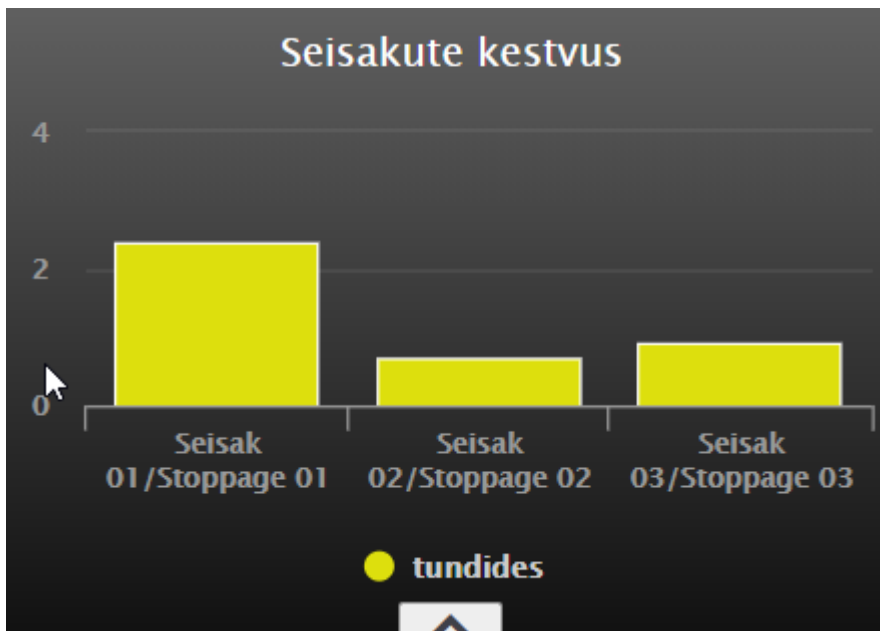 Seisakute kestvus
4
2
0
Seisak
01/Stoppage 01
Seisak
02/Stoppage 02
Seisak
03/Stoppage 03
tundides